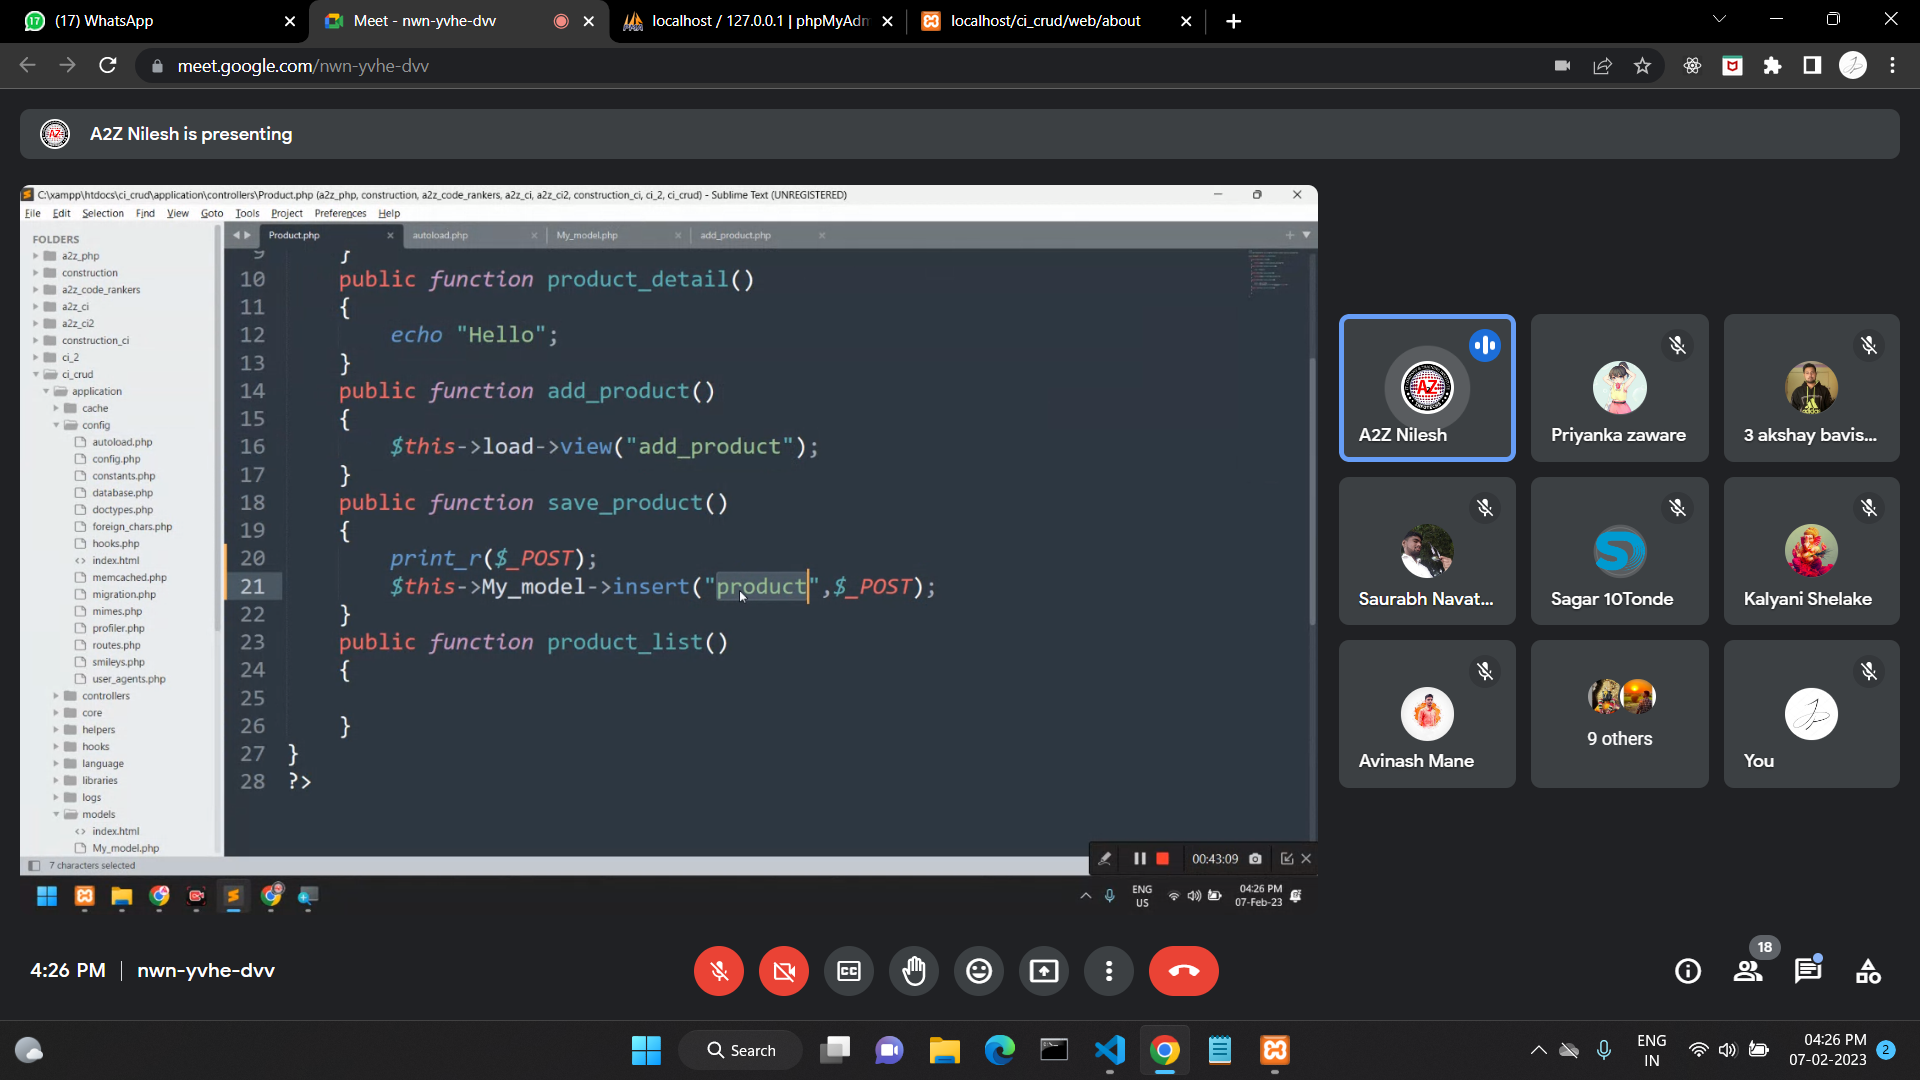 (17) WhatsApp
Meet - nwn-yvhe-dvv
localhost / 127.0.0.1 | phpMyAdm
localhost/ci_crud/web/about
meet.google.com/nwn-yvhe-dvv
A2Z Nilesh is presenting
C:\xampp\htdocs\ci_crud\application\controllers\Product.php (a2z_php, construction, a2z_code_rankers, a2z_ci, a2z_ci2, construction_ci, ci_2, ci_crud) - Sublime Text (UNREGISTERED)
File Edit Selection Find View Goto Tools Project Preferences Help
FOLDERS
a2z_php
construction
a2z_code_rankers
a2z_ci
a2z_ci2
construction_ci
ci_2
ci_crud
application
cache
config
autoload.php
config.php
constants.php
database.php
doctypes.php
foreign_chars.php
hooks.php
index.html
memcached.php
migration.php
mimes.php
profiler.php
routes.php
smileys.php
user_agents.php
controllers
core
helpers
hooks
language
libraries
logs
models
index.html
My_model.php
7 characters selected
Product.php autoload.php My_model.php add_product.php
9 }
10 public function product_detail()
11 {
12 echo "Hello";
13 }
14 public function add_product()
15 {
16 $this->load->view("add_product");
17 }
18 public function save_product()
19 {
20 print_r($_POST);
21 $this->My_model->insert("product",$_POST);
22 }
23 public function product_list()
24 {
25
26 }
27 }
28 ?>
00:43:09
ENG
US
04:26 PM
07-Feb-23
A2Z Nilesh
Priyanka zaware
3 akshay bavis...
Saurabh Navat...
Sagar 10Tonde
Kalyani Shelake
Avinash Mane
9 others
You
4:26 PM | nwn-yvhe-dvv
18
Search
ENG
IN
04:26 PM
07-02-2023
2